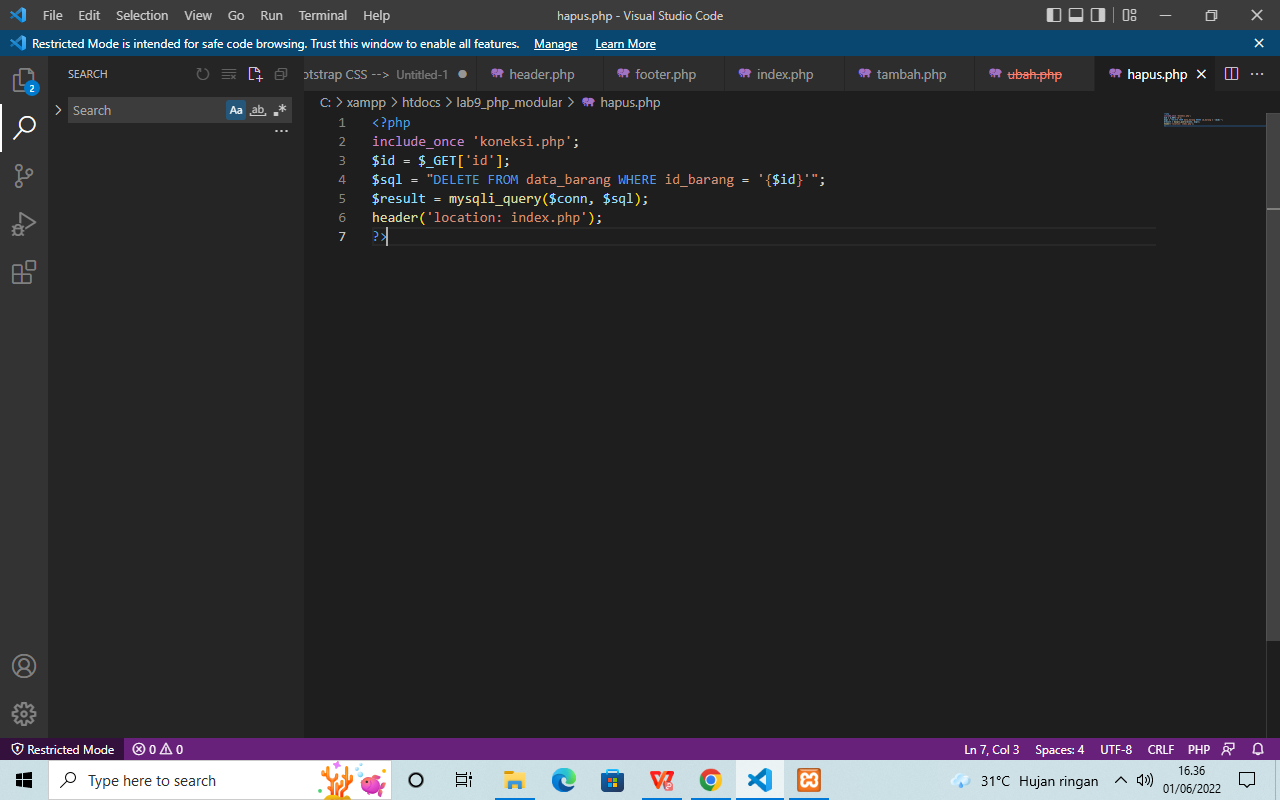 File Edit Selection View Go Run Terminal Help hapus.php - Visual Studio Code
Restricted Mode is intended for safe code browsing. Trust this window to enable all features. Manage Learn More
2
SEARCH
Search
Aa ab .*
otstrap CSS --> Untitled-1 header.php footer.php index.php tambah.php ubah.php hapus.php
C: > xampp > htdocs > lab9_php_modular > hapus.php
1 <?php
2 include_once 'koneksi.php';
3 $id = $_GET['id'];
4 $sql = "DELETE FROM data_barang WHERE id_barang = '{$id}'";
5 $result = mysqli_query($conn, $sql);
6 header('location: index.php');
7 ?>
Restricted Mode 0 0 Ln 7, Col 3 Spaces: 4 UTF-8 CRLF PHP
Type here to search
31°C Hujan ringan
16.36
01/06/2022